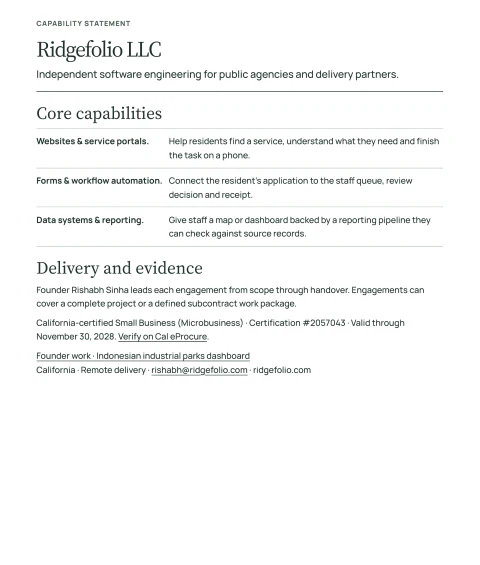 CAPABILITY STATEMENT
Ridgefolio LLC
Independent software engineering for public agencies and delivery partners.
Core capabilities
Websites & service portals. Help residents find a service, understand what they need and finish
the task on a phone.
Forms & workflow automation. Connect the resident's application to the staff queue, review
decision and receipt.
Data systems & reporting. Give staff a map or dashboard backed by a reporting pipeline they
can check against source records.
Delivery and evidence
Founder Rishabh Sinha leads each engagement from scope through handover. Engagements can
cover a complete project or a defined subcontract work package.
California-certified Small Business (Microbusiness) · Certification #2057043 · Valid through
November 30, 2028. Verify on Cal eProcure.
Founder work · Indonesian industrial parks dashboard
California · Remote delivery · rishabh@ridgefolio.com · ridgefolio.com